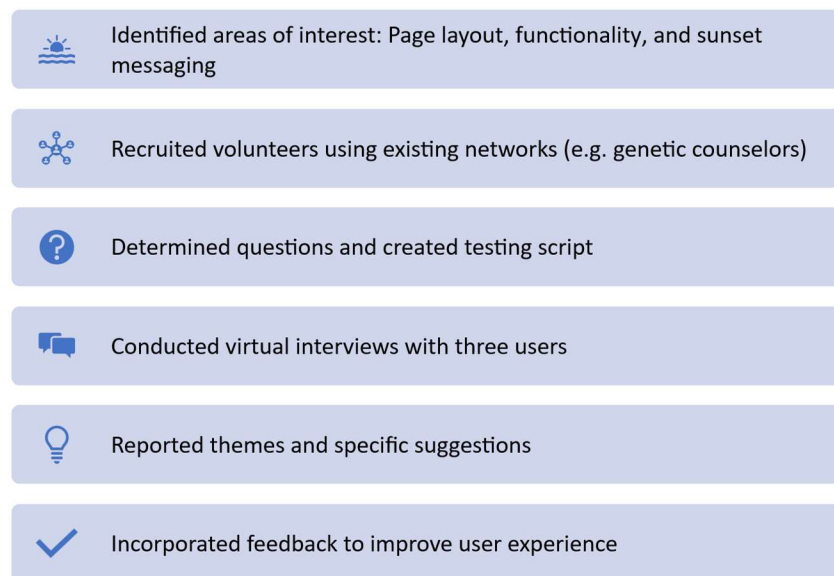 Identified areas of interest: Page layout, functionality, and sunset
messaging
Recruited volunteers using existing networks (e.g. genetic counselors)
Determined questions and created testing script
Conducted virtual interviews with three users
Reported themes and specific suggestions
Incorporated feedback to improve user experience